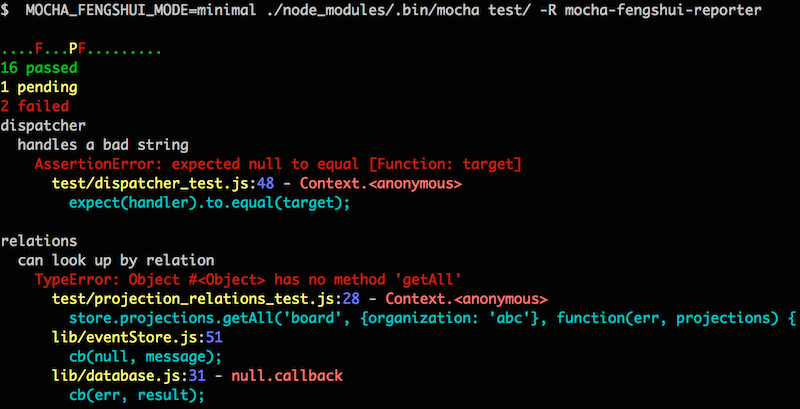 $  MOCHA_FENGSHUI_MODE=minimal ./node_modules/.bin/mocha test/ -R mocha-fengshui-reporter
....F...PF.........
16 passed
1 pending
2 failed
dispatcher
handles a bad string
AssertionError: expected null to equal [Function: target]
test/dispatcher_test.js:48 - Context.<anonymous>
expect(handler).to.equal(target);
relations
can look up by relation
TypeError: Object #<Object> has no method 'getAll'
test/projection_relations_test.js:28 - Context.<anonymous>
store.projections.getAll('board', {organization: 'abc'}, function(err, projections) {
lib/eventStore.js:51
cb(null, message);
lib/database.js:31 - null.callback
cb(err, result);